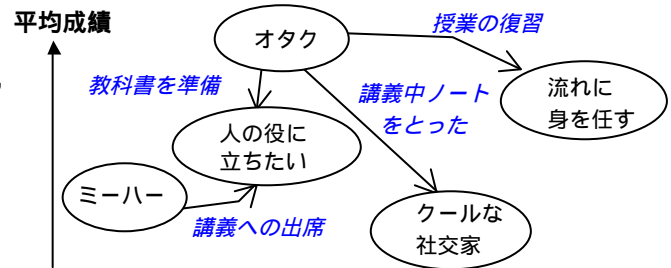 平均成績
オタク
授業の復習
教科書を準備
講義中ノート
をとった
流れに
身を任す
人の役に
立ちたい
ミーハー
講義への出席
クールな
社交家